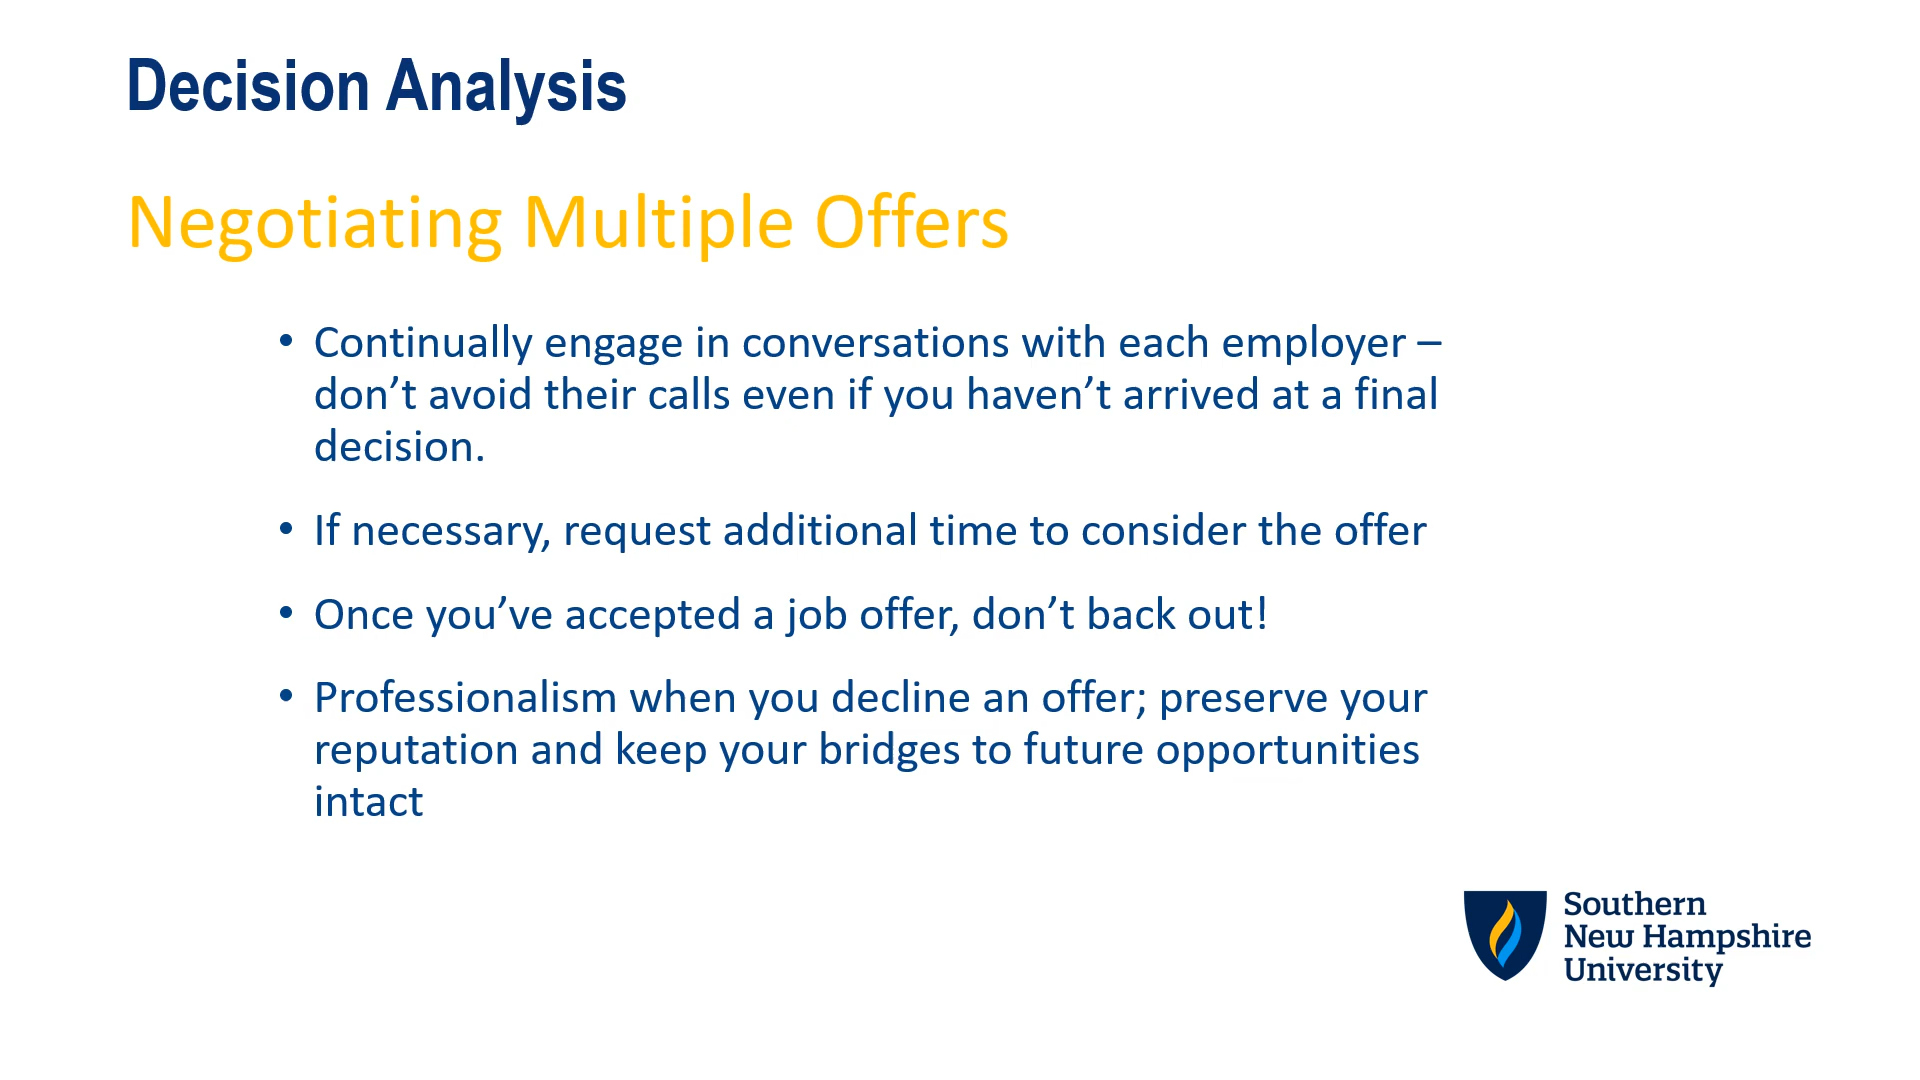 Decision Analysis
Negotiating Multiple Offers
• Continually engage in conversations with each employer –
don’t avoid their calls even if you haven’t arrived at a final
decision.
• If necessary, request additional time to consider the offer
• Once you’ve accepted a job offer, don’t back out!
• Professionalism when you decline an offer; preserve your
reputation and keep your bridges to future opportunities
intact
Southern
New Hampshire
University